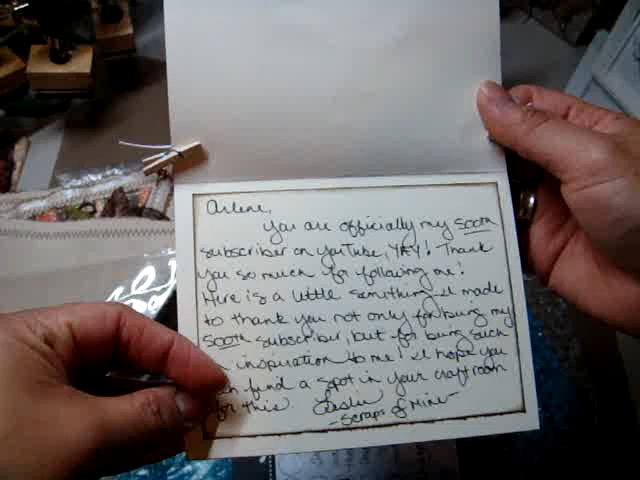 Arlene,
you are officially my 500th
subscriber on youTube, YAY! Thank
you so much for following me!
Here is a little something I made
to thank you not only for being my
500th subscriber, but for being such
inspiration to me! I hope you
find a spot in your craft room
for this. Leslie
-Scraps of Mine-